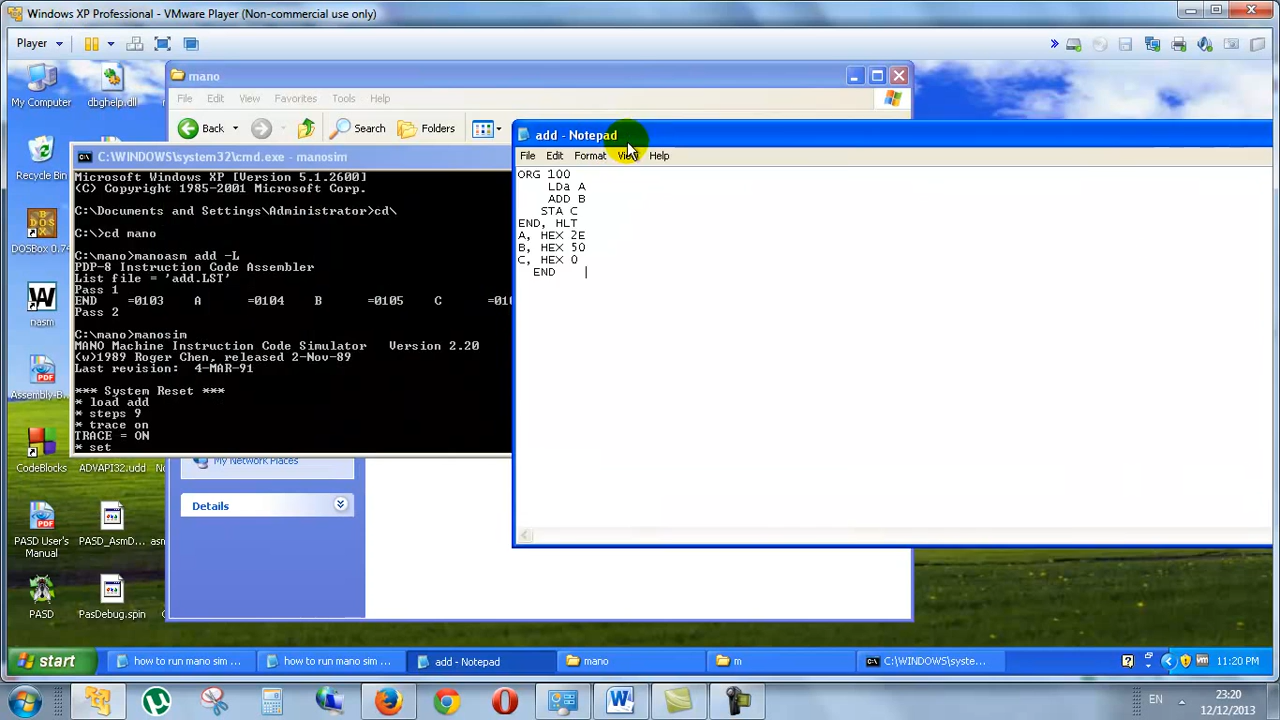 Windows XP Professional - VMware Player (Non-commercial use only)
Player
My Computer
dbghelp.dll
Recycle Bin
DOSBox 0.74
nasm
Assembly-B...
CodeBlocks
ADVAPI32.udd
PASD User's
Manual
PASD_AsmD...
PASD
PasDebug.spin
mano
File Edit View Favorites Tools Help
Back
Search
Folders
C:\WINDOWS\system32\cmd.exe - manosim
Microsoft Windows XP [Version 5.1.2600]
(C) Copyright 1985-2001 Microsoft Corp.
C:\Documents and Settings\Administrator>cd\
C:\>cd mano
C:\mano>manoasm add -L
PDP-8 Instruction Code Assembler
List file = 'add.LST'
Pass 1
END =0103 A =0104 B =0105 C
Pass 2
C:\mano>manosim
MANO Machine Instruction Code Simulator Version 2.20
(w)1989 Roger Chen, released 2-Nov-89
Last revision: 4-MAR-91
*** System Reset ***
* load add
* steps 9
* trace on
TRACE = ON
* set
My Network Places
Details
add - Notepad
File Edit Format View Help
ORG 100
LDa A
ADD B
STA C
END, HLT
A, HEX 2E
B, HEX 50
C, HEX 0
END
start
how to run mano sim ...
how to run mano sim ...
add - Notepad
mano
m
C:\WINDOWS\syste...
11:20 PM
EN
23:20
12/12/2013